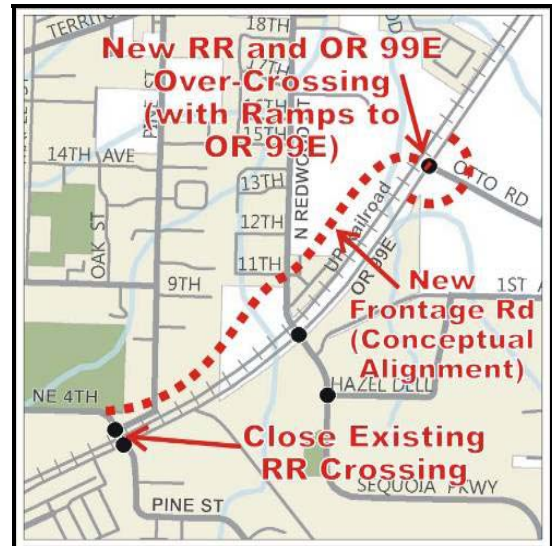 18TH
TERRITO
New RR and OR 99E
Over-Crossing
(with Ramps to
OR 99E)
17TH
15TH
14TH AVE
13TH
12TH
11TH
9TH
OAK ST
N REDWOOD ST
OTTO RD
UP Railroad
OR 99E
1ST A
New
Frontage Rd
(Conceptual
Alignment)
HAZEL DELL
NE 4TH
Close Existing
RR Crossing
SEQUOIA PKWY
PINE ST